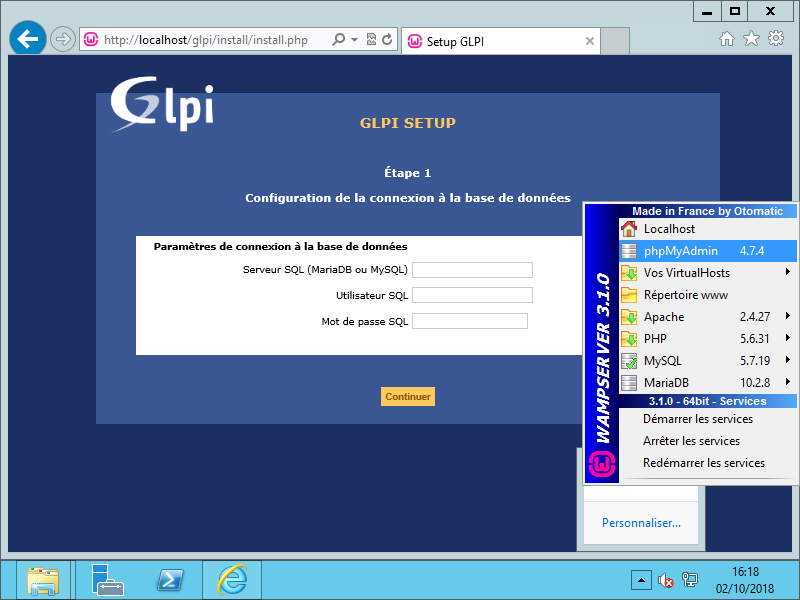 http://localhost/glpi/install/install.php
Setup GLPI
Glpi
GLPI SETUP
Étape 1
Configuration de la connexion à la base de données
Paramètres de connexion à la base de données
Serveur SQL (MariaDB ou MySQL)
Utilisateur SQL
Mot de passe SQL
Continuer
Made in France by Otomatic
WAMPSERVER 3.1.0
Localhost
phpMyAdmin 4.7.4
Vos VirtualHosts
Répertoire www
Apache 2.4.27
PHP 5.6.31
MySQL 5.7.19
MariaDB 10.2.8
3.1.0 - 64bit - Services
Démarrer les services
Arrêter les services
Redémarrer les services
Personnaliser...
16:18
02/10/2018